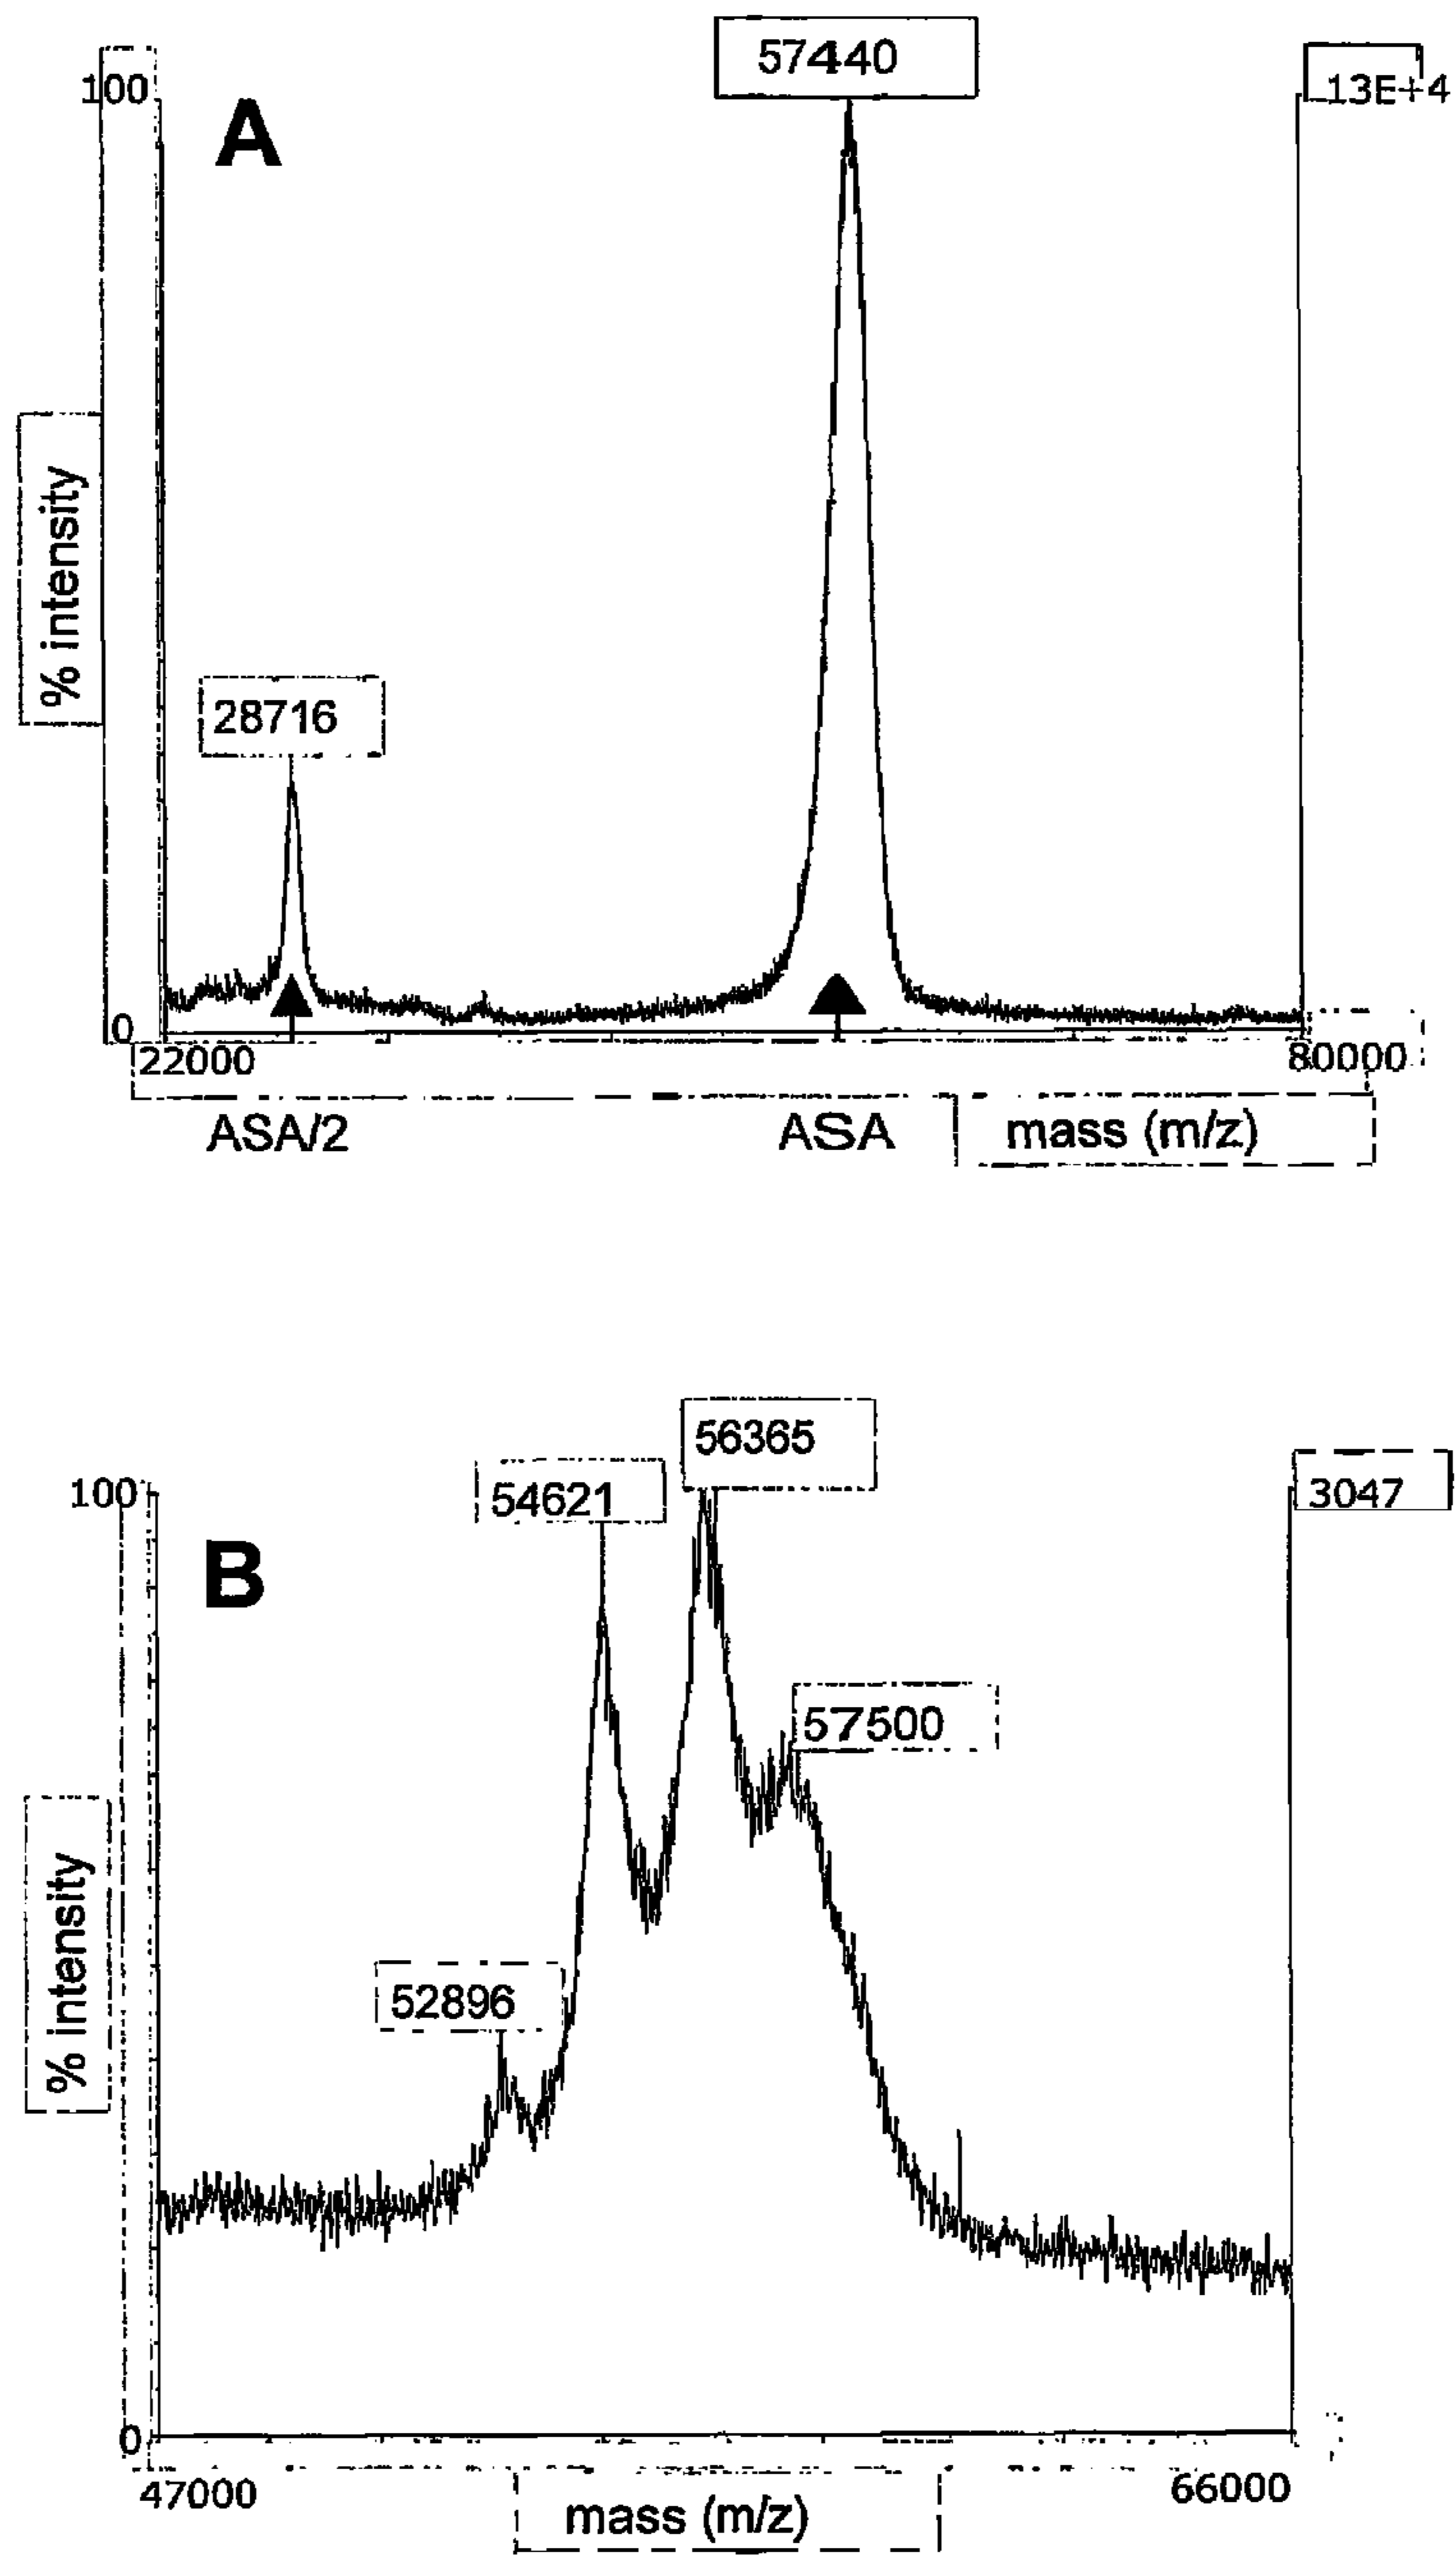 57440
100
13E+4
A
% intensity
28716
0
22000
80000
ASA/2
ASA
mass (m/z)
56365
54621
100
3047
B
57500
% intensity
52896
0
47000
66000
mass (m/z)